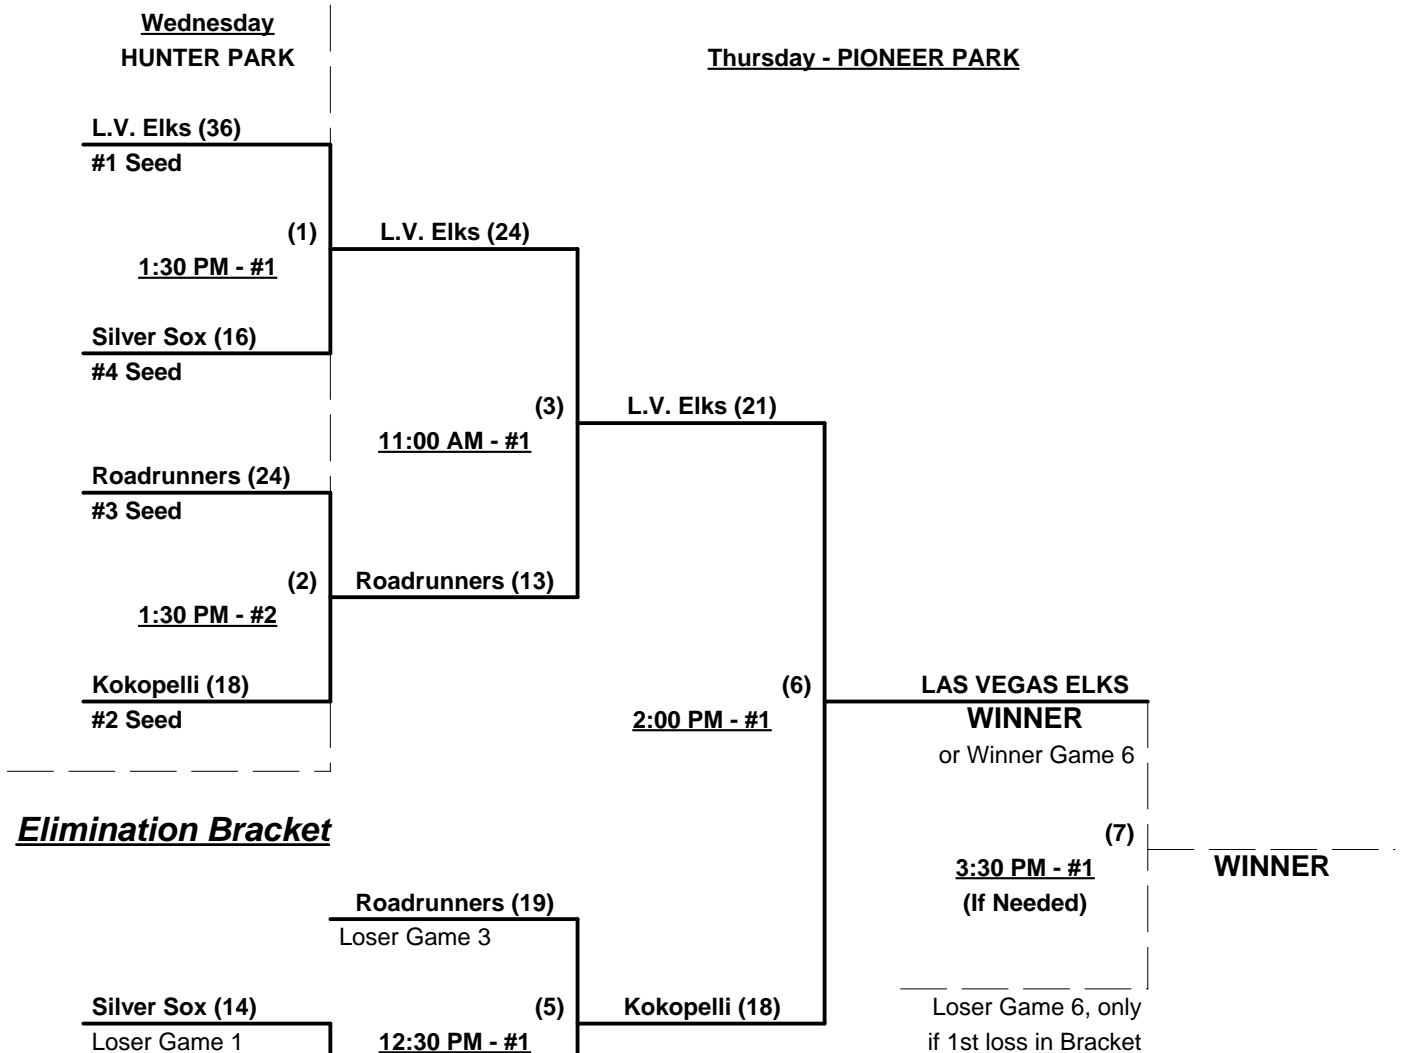 Wednesday
HUNTER PARK
Thursday - PIONEER PARK
L.V. Elks (36)
#1 Seed
(1)
L.V. Elks (24)
1:30 PM - #1
Silver Sox (16)
#4 Seed
(3)
L.V. Elks (21)
11:00 AM - #1
Roadrunners (24)
#3 Seed
(2)
Roadrunners (13)
1:30 PM - #2
Kokopelli (18)
#2 Seed
(6)
LAS VEGAS ELKS
2:00 PM - #1
WINNER
or Winner Game 6
Elimination Bracket
(7)
3:30 PM - #1
WINNER
(If Needed)
Roadrunners (19)
Loser Game 3
Silver Sox (14)
(5)
Kokopelli (18)
Loser Game 6, only
Loser Game 1
12:30 PM - #1
if 1st loss in Bracket